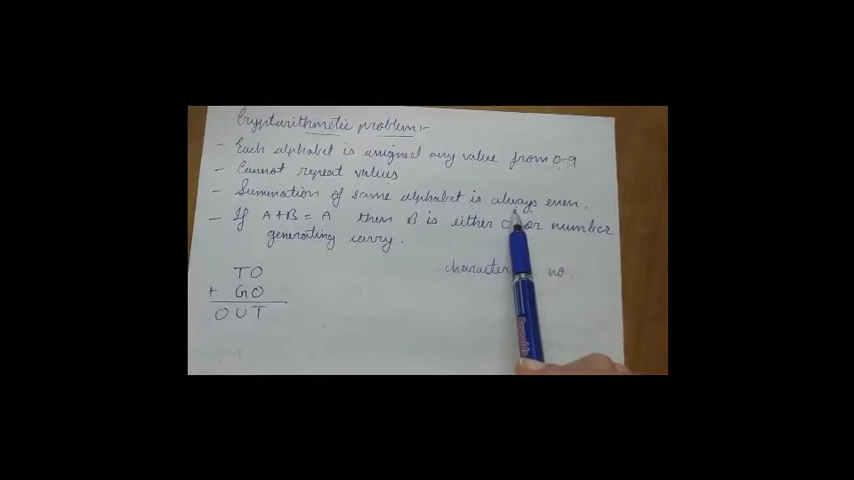 Cryptarithmetic problem:-
- Each alphabet is assigned any value from 0-9
- Cannot repeat values
- Summation of same alphabet is always even.
- If A+B = A then B is either or number
generating carry.
character no.
TO
+ GO
OUT